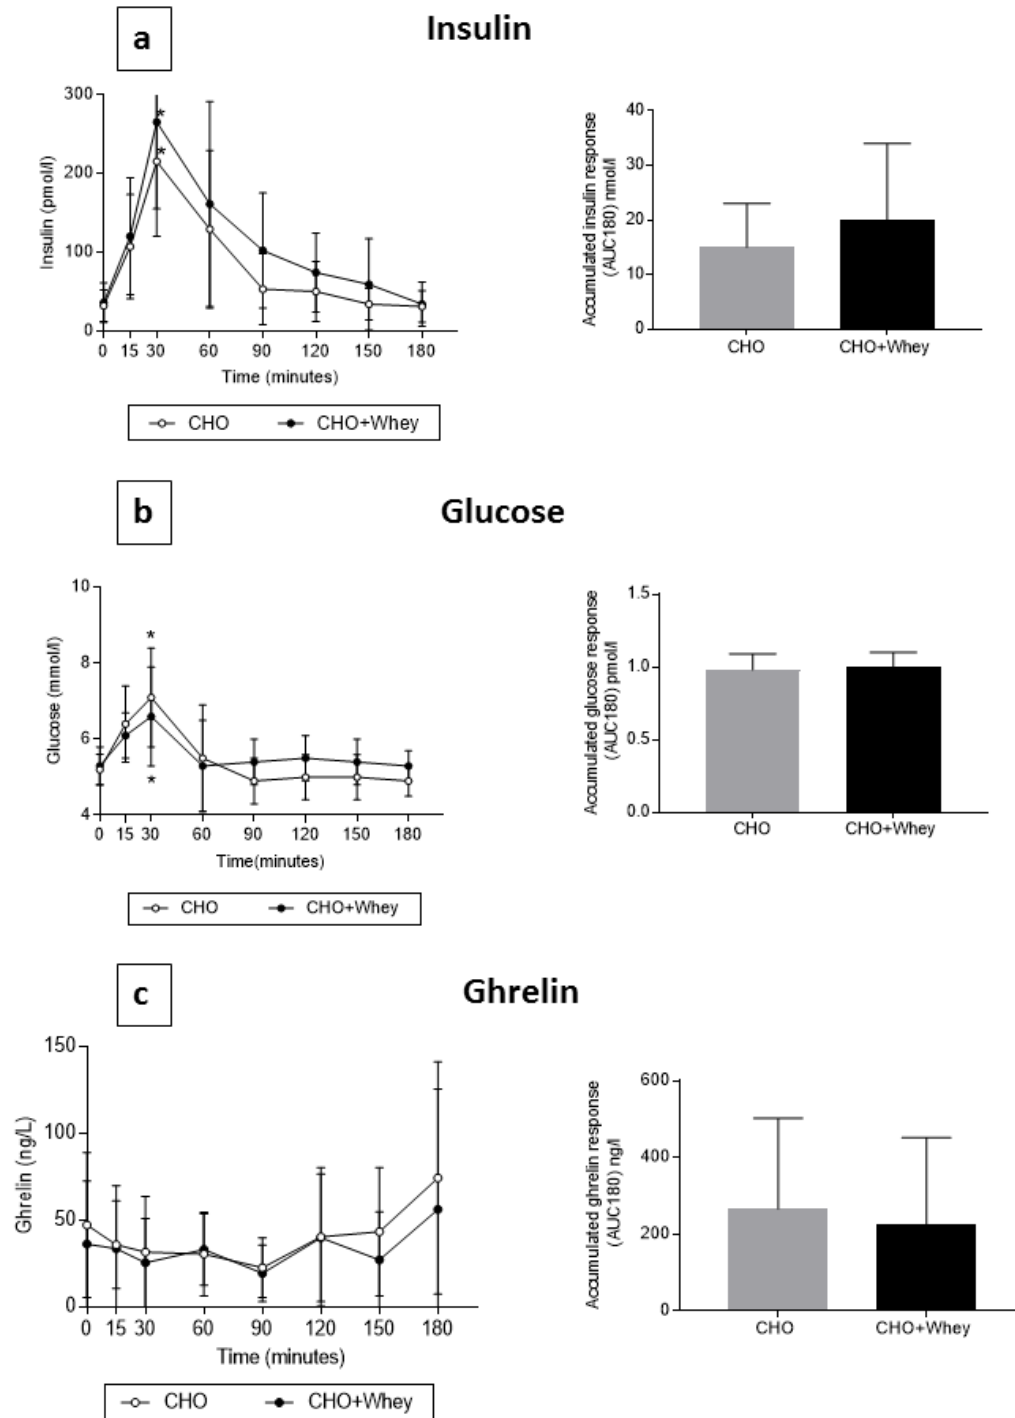 a
Insulin
300
200
100
0
Insulin (pmol/l)
*
*
0 15 30 60 90 120 150 180
Time (minutes)
CHO CHO+Whey
Accumulated insulin response
(AUC180) nmol/l
40
30
20
10
0
CHO CHO+Whey
b
Glucose
10
8
6
4
Glucose (mmol/l)
*
*
0 15 30 60 90 120 150 180
Time(minutes)
CHO CHO+Whey
Accumulated glucose response
(AUC180) pmol/l
1.5
1.0
0.5
0.0
CHO CHO+Whey
c
Ghrelin
150
100
50
0
Ghrelin (ng/L)
0 15 30 60 90 120 150 180
Time (minutes)
CHO CHO+Whey
Accumulated ghrelin response
(AUC180) ng/l
600
400
200
0
CHO CHO+Whey